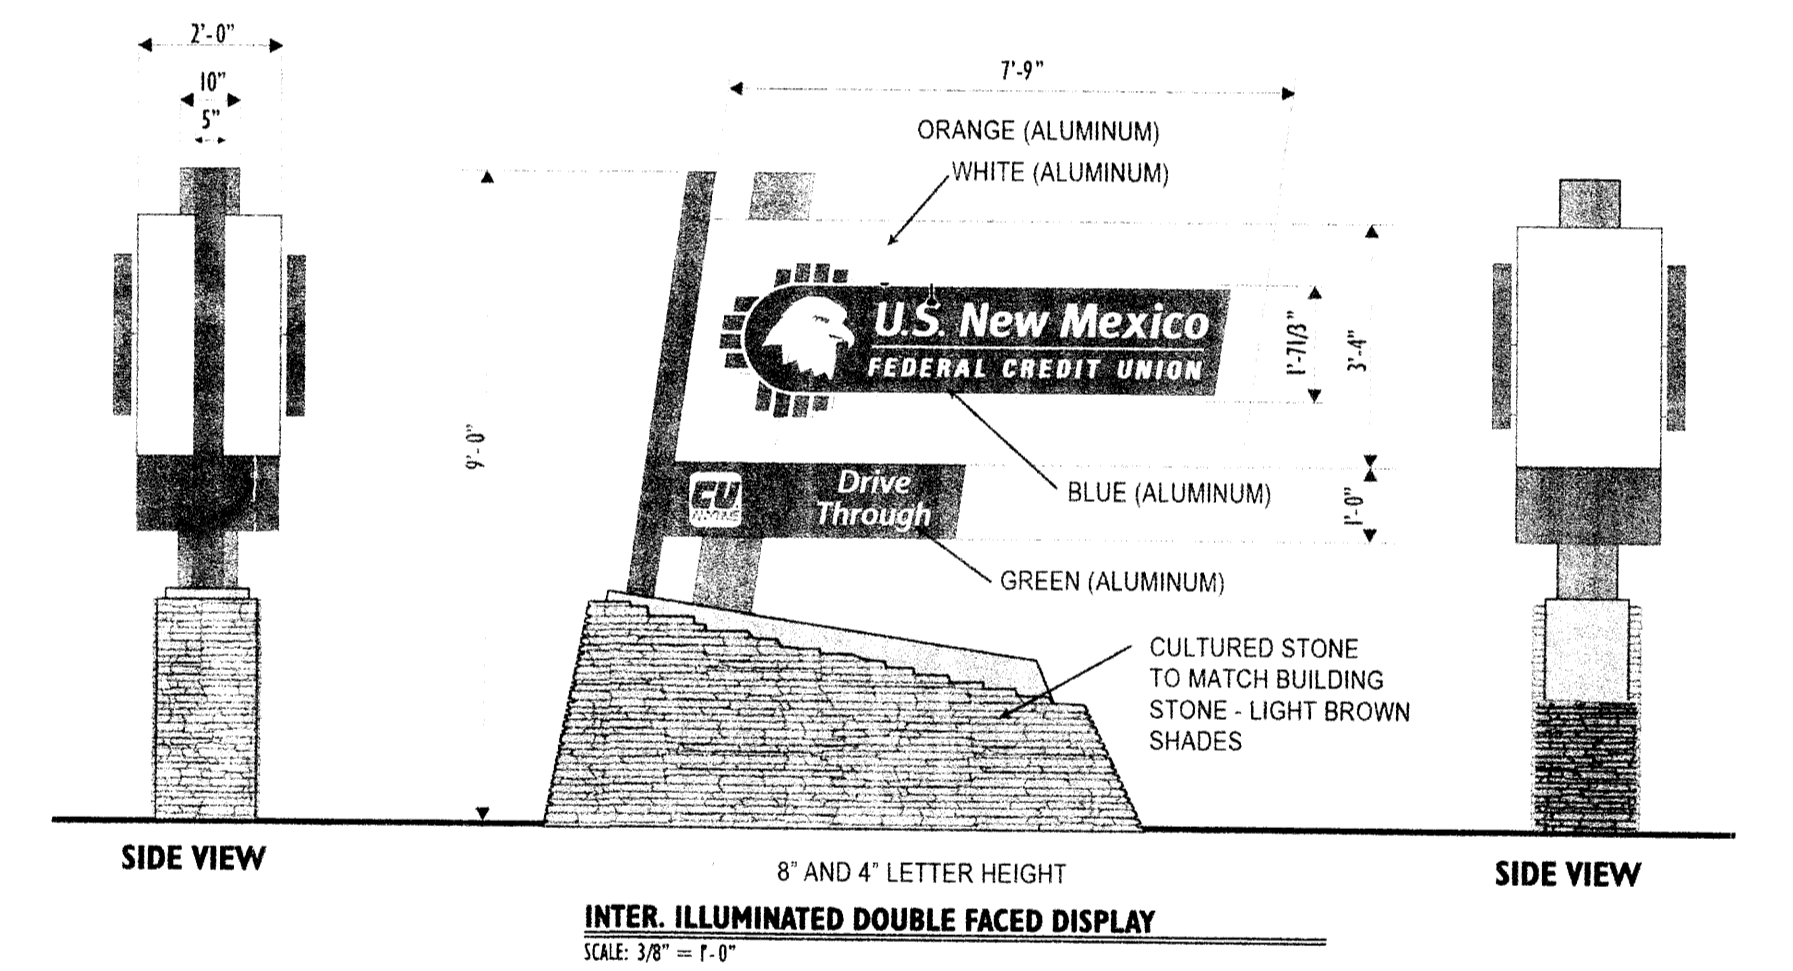 2'-0"
10"
5"
7'-9"
ORANGE (ALUMINUM)
WHITE (ALUMINUM)
U.S. New Mexico
FEDERAL CREDIT UNION
1'-71/3"
3'-4"
9'-0"
CU
Drive
Through
BLUE (ALUMINUM)
1'-0"
GREEN (ALUMINUM)
CULTURED STONE
TO MATCH BUILDING
STONE - LIGHT BROWN
SHADES
SIDE VIEW
SIDE VIEW
8" AND 4" LETTER HEIGHT
INTER. ILLUMINATED DOUBLE FACED DISPLAY
SCALE: 3/8" = 1'-0"